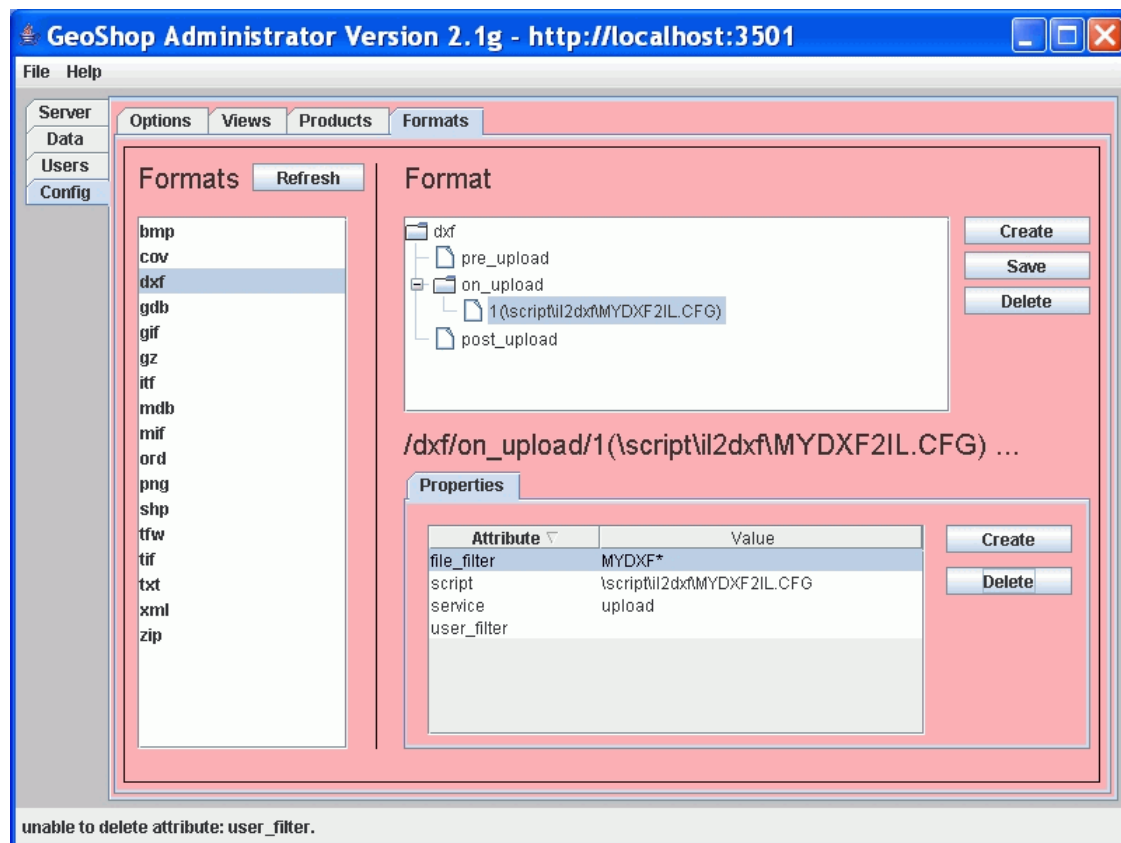 GeoShop Administrator Version 2.1g - http://localhost:3501
File Help
Server
Data
Users
Config
Options Views Products Formats
Formats Refresh
bmp
cov
dxf
gdb
gif
gz
itf
mdb
mif
ord
png
shp
tfw
tif
txt
xml
zip
Format
dxf
pre_upload
on_upload
1(\script\il2dxf\MYDXF2IL.CFG)
post_upload
Create
Save
Delete
/dxf/on_upload/1(\script\il2dxf\MYDXF2IL.CFG) ...
Properties
Attribute Value
file_filter MYDXF*
script \script\il2dxf\MYDXF2IL.CFG
service upload
user_filter
Create
Delete
unable to delete attribute: user_filter.